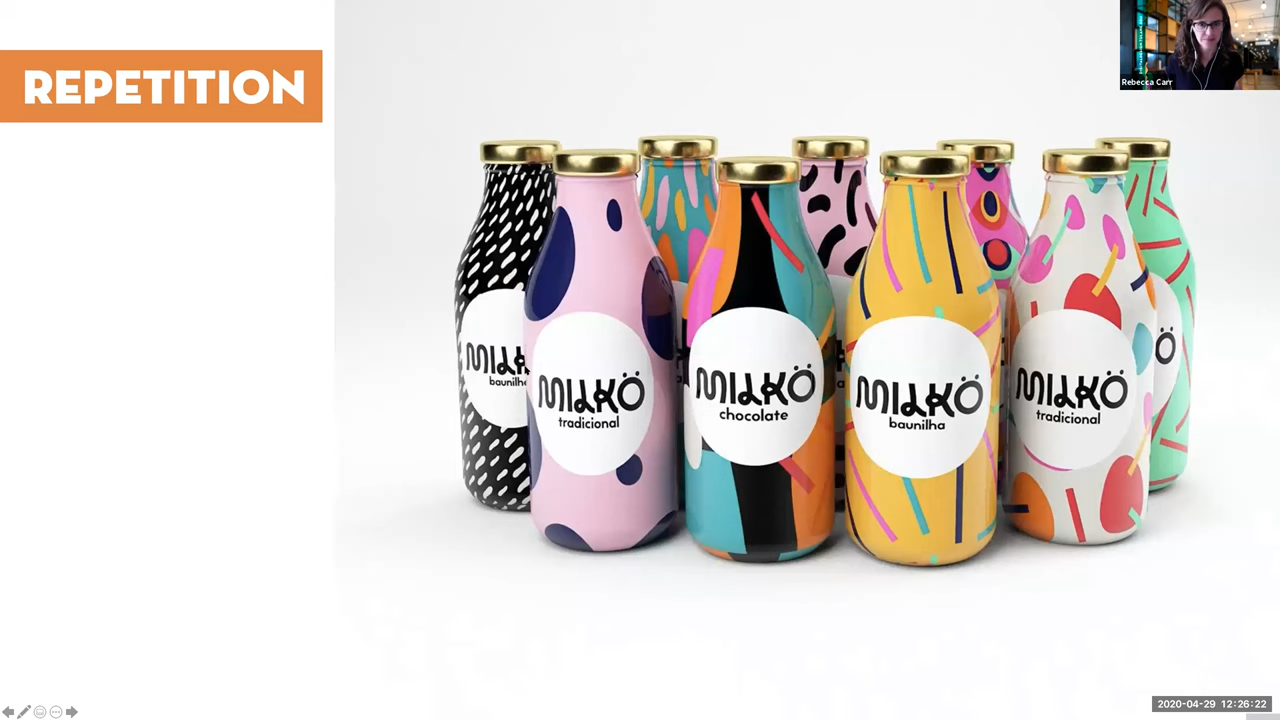 REPETITION
Rebecca Carr
MILKÖ
baunilha
MILKÖ
tradicional
MILKÖ
chocolate
MILKÖ
baunilha
MILKÖ
tradicional
Ö
2020-04-29 12:26:22